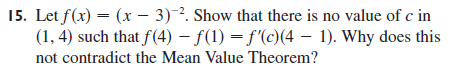 15. Let f(x) = (x − 3)⁻². Show that there is no value of c in
(1, 4) such that f(4) − f(1) = f′(c)(4 − 1). Why does this
not contradict the Mean Value Theorem?